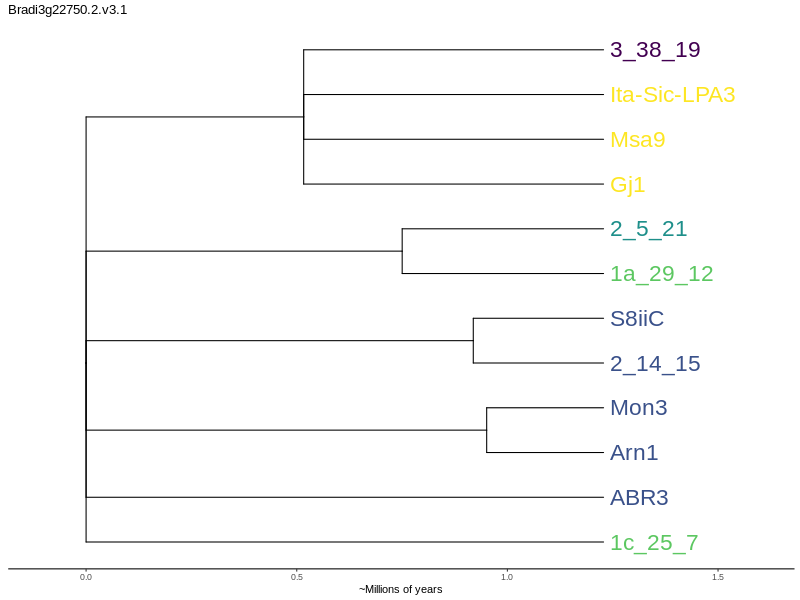 Bradi3g22750.2.v3.1
3_38_19
Ita-Sic-LPA3
Msa9
Gj1
2_5_21
1a_29_12
S8iiC
2_14_15
Mon3
Arn1
ABR3
1c_25_7
0.0 0.5 1.0 1.5
~Millions of years